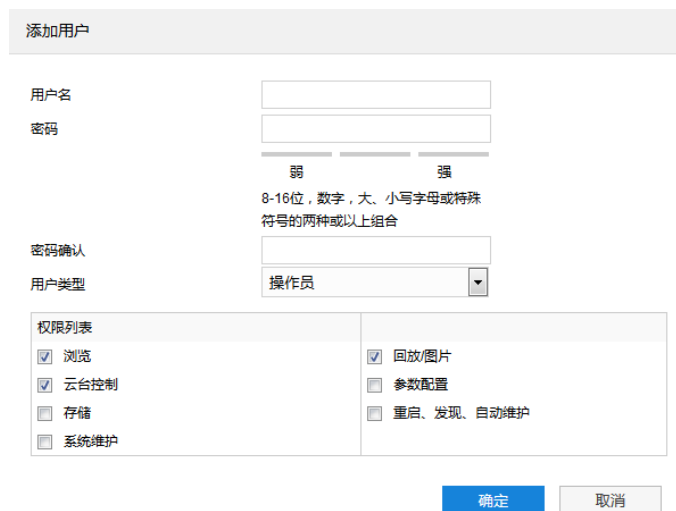 添加用户
用户名
密码
弱 强
8-16位，数字，大、小写字母或特殊
符号的两种或以上组合
密码确认
用户类型 操作员
权限列表
浏览 回放/图片
云台控制 参数配置
存储 重启、发现、自动维护
系统维护
确定 取消